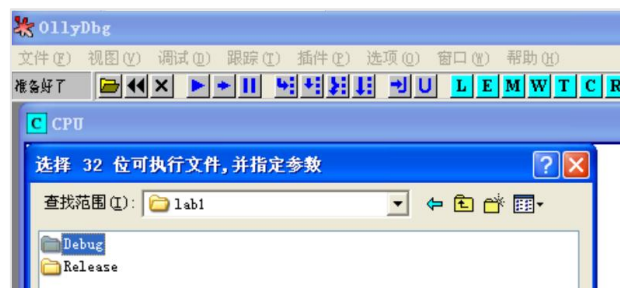 OllyDbg
文件(F) 视图(V) 调试(D) 跟踪(T) 插件(P) 选项(O) 窗口(W) 帮助(H)
准备好了 L E M W T C R
C CPU
选择 32 位可执行文件,并指定参数
查找范围(I): lab1
Debug
Release